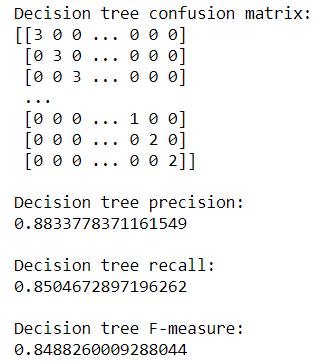 Decision tree confusion matrix:
[[3 0 0 ... 0 0 0]
 [0 3 0 ... 0 0 0]
 [0 0 3 ... 0 0 0]
 ...
 [0 0 0 ... 1 0 0]
 [0 0 0 ... 0 2 0]
 [0 0 0 ... 0 0 2]]
Decision tree precision:
0.8833778371161549
Decision tree recall:
0.8504672897196262
Decision tree F-measure:
0.8488260009288044